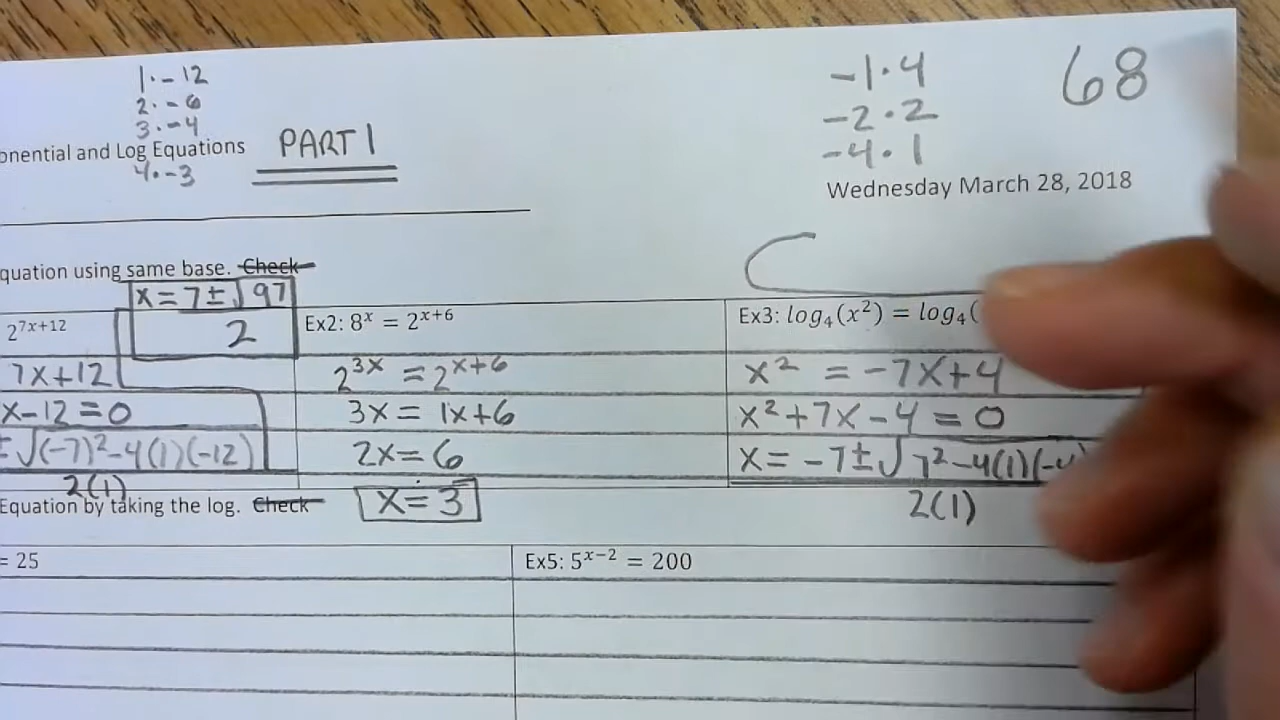 1·-12
2·-6
3·-4
4·-3
-1·4
-2·2
-4·1
68
onential and Log Equations PART 1
Wednesday March 28, 2018
quation using same base. Check
x = 7 ± √97
2
2^{7x+12}
7x+12
x-12=0
± √(-7)²-4(1)(-12)
2(1)
Ex2: 8^x = 2^{x+6}
2^{3x} = 2^{x+6}
3x = 1x+6
2x = 6
x = 3
Ex3: log₄(x²) = log₄(
x² = -7x+4
x²+7x-4 = 0
x = -7 ± √7²-4(1)(-4
2(1)
Equation by taking the log. Check
= 25
Ex5: 5^{x-2} = 200